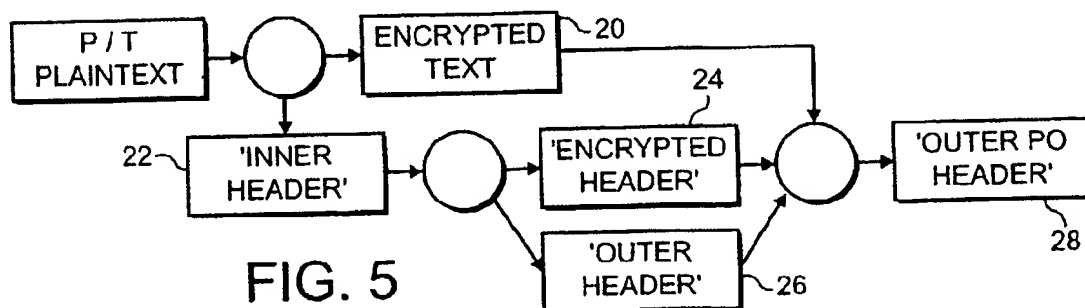 P / T
PLAINTEXT
ENCRYPTED
TEXT
20
22
'INNER
HEADER'
'ENCRYPTED
HEADER'
24
'OUTER PO
HEADER'
28
'OUTER
HEADER'
26
FIG. 5